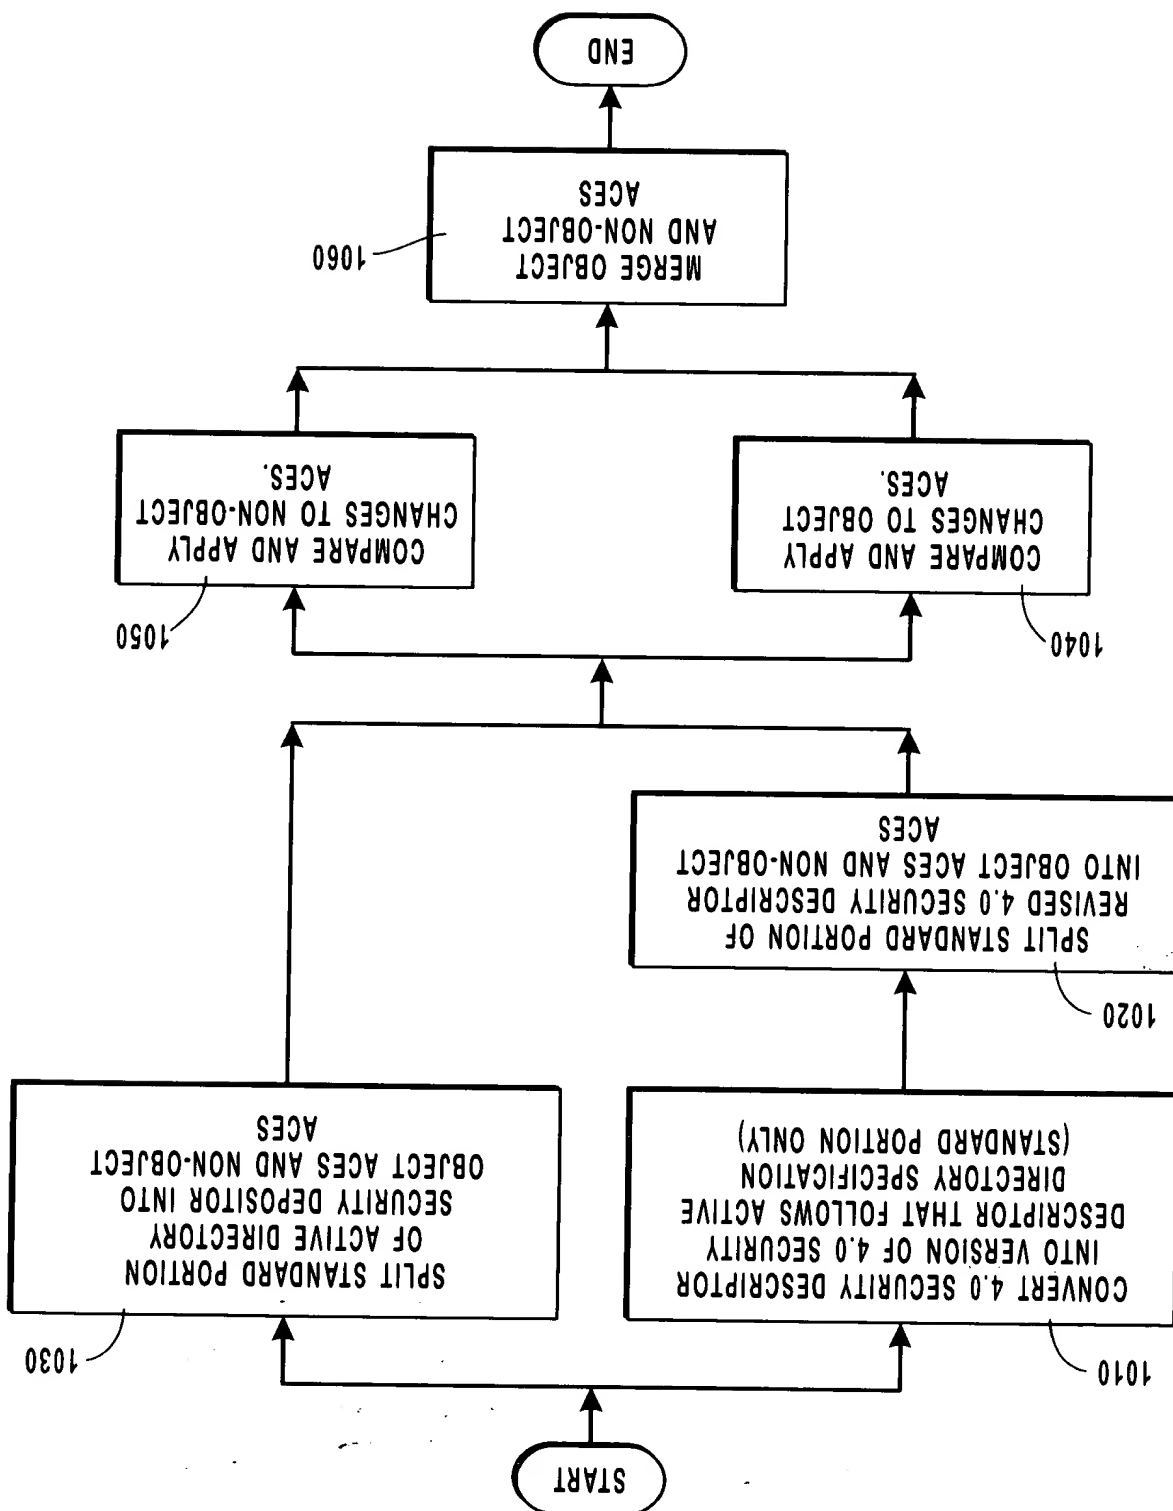 START
1010
CONVERT 4.0 SECURITY DESCRIPTOR
INTO VERSION OF 4.0 SECURITY
DESCRIPTOR THAT FOLLOWS ACTIVE
DIRECTORY SPECIFICATION
(STANDARD PORTION ONLY)
1030
SPLIT STANDARD PORTION
OF ACTIVE DIRECTORY
SECURITY DEPOSITOR INTO
OBJECT ACES AND NON-OBJECT
ACES
1020
SPLIT STANDARD PORTION OF
REVISED 4.0 SECURITY DESCRIPTOR
INTO OBJECT ACES AND NON-OBJECT
ACES
1040
COMPARE AND APPLY
CHANGES TO OBJECT
ACES.
1050
COMPARE AND APPLY
CHANGES TO NON-OBJECT
ACES.
MERGE OBJECT
AND NON-OBJECT
ACES
1060
END